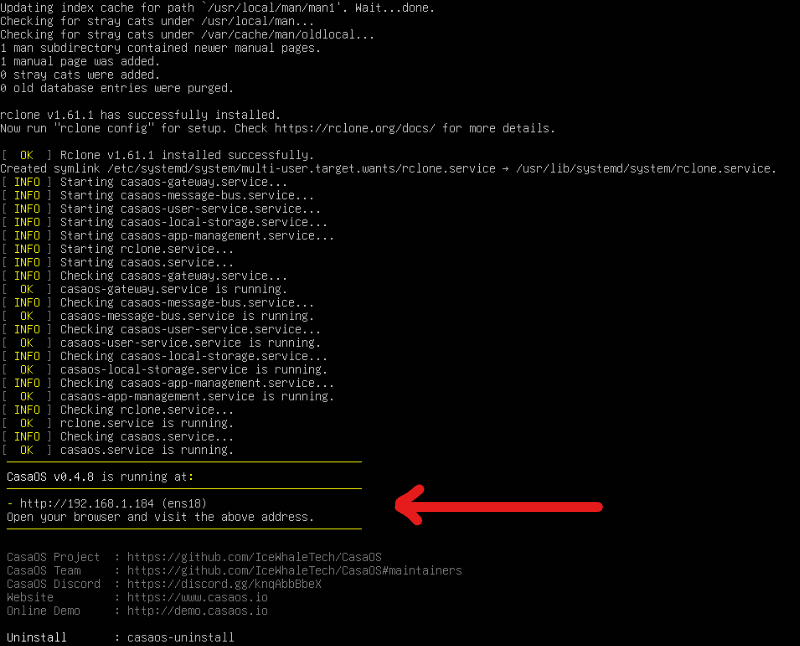 Updating index cache for path `/usr/local/man/man1'. Wait...done.
Checking for stray cats under /usr/local/man...
Checking for stray cats under /var/cache/man/oldlocal...
1 man subdirectory contained newer manual pages.
1 manual page was added.
0 stray cats were added.
0 old database entries were purged.

rclone v1.61.1 has successfully installed.
Now run "rclone config" for setup. Check https://rclone.org/docs/ for more details.

[  OK  ] Rclone v1.61.1 installed successfully.
Created symlink /etc/systemd/system/multi-user.target.wants/rclone.service → /usr/lib/systemd/system/rclone.service.
[ INFO ] Starting casaos-gateway.service...
[ INFO ] Starting casaos-message-bus.service...
[ INFO ] Starting casaos-user-service.service...
[ INFO ] Starting casaos-local-storage.service...
[ INFO ] Starting casaos-app-management.service...
[ INFO ] Starting rclone.service...
[ INFO ] Starting casaos.service...
[ INFO ] Checking casaos-gateway.service...
[  OK  ] casaos-gateway.service is running.
[ INFO ] Checking casaos-message-bus.service...
[  OK  ] casaos-message-bus.service is running.
[ INFO ] Checking casaos-user-service.service...
[  OK  ] casaos-user-service.service is running.
[ INFO ] Checking casaos-local-storage.service...
[  OK  ] casaos-local-storage.service is running.
[ INFO ] Checking casaos-app-management.service...
[  OK  ] casaos-app-management.service is running.
[ INFO ] Checking rclone.service...
[  OK  ] rclone.service is running.
[ INFO ] Checking casaos.service...
[  OK  ] casaos.service is running.
CasaOS v0.4.8 is running at:
- http://192.168.1.184 (ens18)
Open your browser and visit the above address.

CasaOS Project  : https://github.com/IceWhaleTech/CasaOS
CasaOS Team     : https://github.com/IceWhaleTech/CasaOS#maintainers
CasaOS Discord  : https://discord.gg/knqAbbBbeX
Website         : https://www.casaos.io
Online Demo     : http://demo.casaos.io

Uninstall       : casaos-uninstall